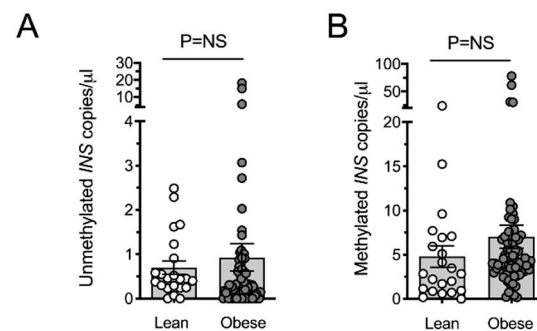 A
P=NS
Unmethylated INS copies/µl
30
20
10
4
3
2
1
0
Lean
Obese
B
P=NS
Methylated INS copies/µl
100
50
20
15
10
5
0
Lean
Obese